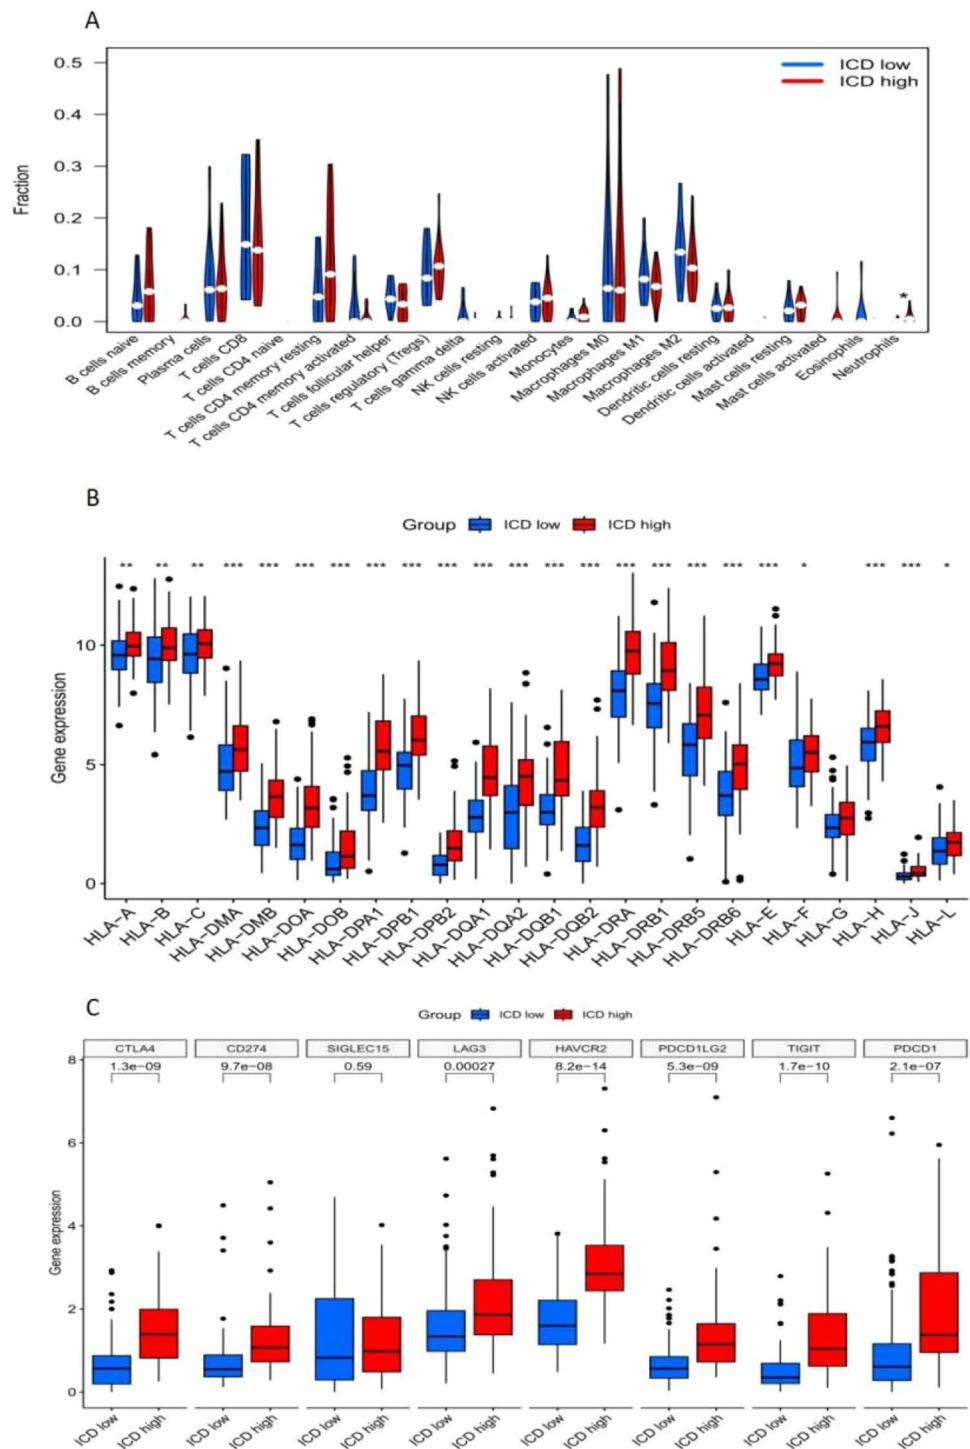 A
Fraction
0.5
0.4
0.3
0.2
0.1
0.0
ICD low
ICD high
*
B cells naive
B cells memory
Plasma cells
T cells CD8
T cells CD4 naive
T cells CD4 memory resting
T cells CD4 memory activated
T cells follicular helper
T cells regulatory (Tregs)
T cells gamma delta
NK cells resting
NK cells activated
Monocytes
Macrophages M0
Macrophages M1
Macrophages M2
Dendritic cells resting
Dendritic cells activated
Mast cells resting
Mast cells activated
Eosinophils
Neutrophils
B
Group ICD low ICD high
** ** ** *** *** *** *** *** *** *** *** *** *** *** *** *** *** *** *** * *** *** *
Gene expression
10
5
0
HLA-A
HLA-B
HLA-C
HLA-DMA
HLA-DMB
HLA-DOA
HLA-DOB
HLA-DPA1
HLA-DPB1
HLA-DPB2
HLA-DQA1
HLA-DQA2
HLA-DQB1
HLA-DQB2
HLA-DRA
HLA-DRB1
HLA-DRB5
HLA-DRB6
HLA-E
HLA-F
HLA-G
HLA-H
HLA-J
HLA-L
C
Group ICD low ICD high
CTLA4 CD274 SIGLEC15 LAG3 HAVCR2 PDCD1LG2 TIGIT PDCD1
1.3e-09 9.7e-08 0.59 0.00027 8.2e-14 5.3e-09 1.7e-10 2.1e-07
Gene expression
8
6
4
2
0
ICD low ICD high ICD low ICD high ICD low ICD high ICD low ICD high ICD low ICD high ICD low ICD high ICD low ICD high ICD low ICD high